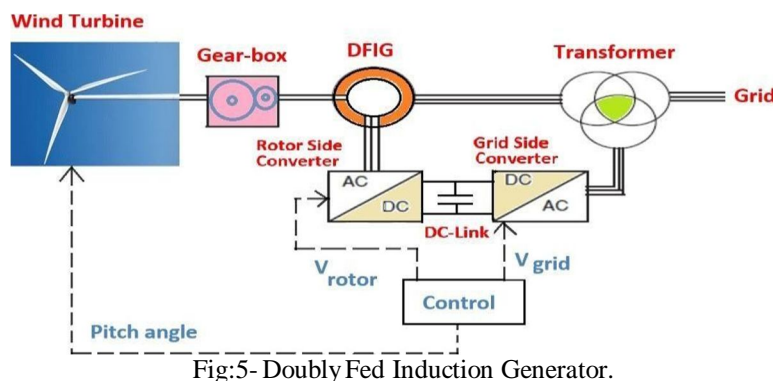 Wind Turbine
Gear-box
DFIG
Transformer
Grid
Rotor Side
Converter
Grid Side
Converter
AC
DC
DC
AC
DC-Link
V rotor
V grid
Control
Pitch angle
Fig:5- Doubly Fed Induction Generator.